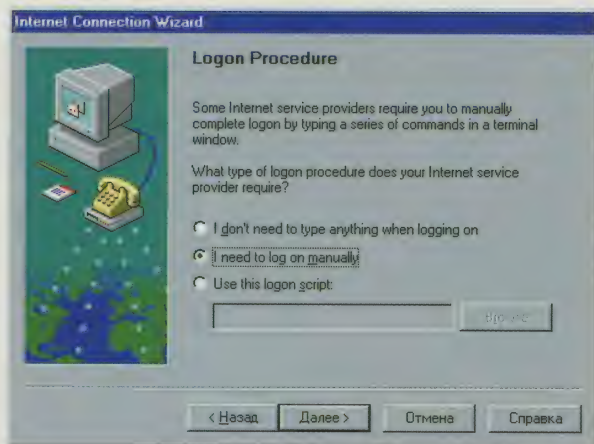 Internet Connection Wizard
Logon Procedure
Some Internet service providers require you to manually
complete logon by typing a series of commands in a terminal
window.
What type of logon procedure does your Internet service
provider require?
I don't need to type anything when logging on
I need to log on manually
Use this logon script:
Browse
< Назад
Далее >
Отмена
Справка